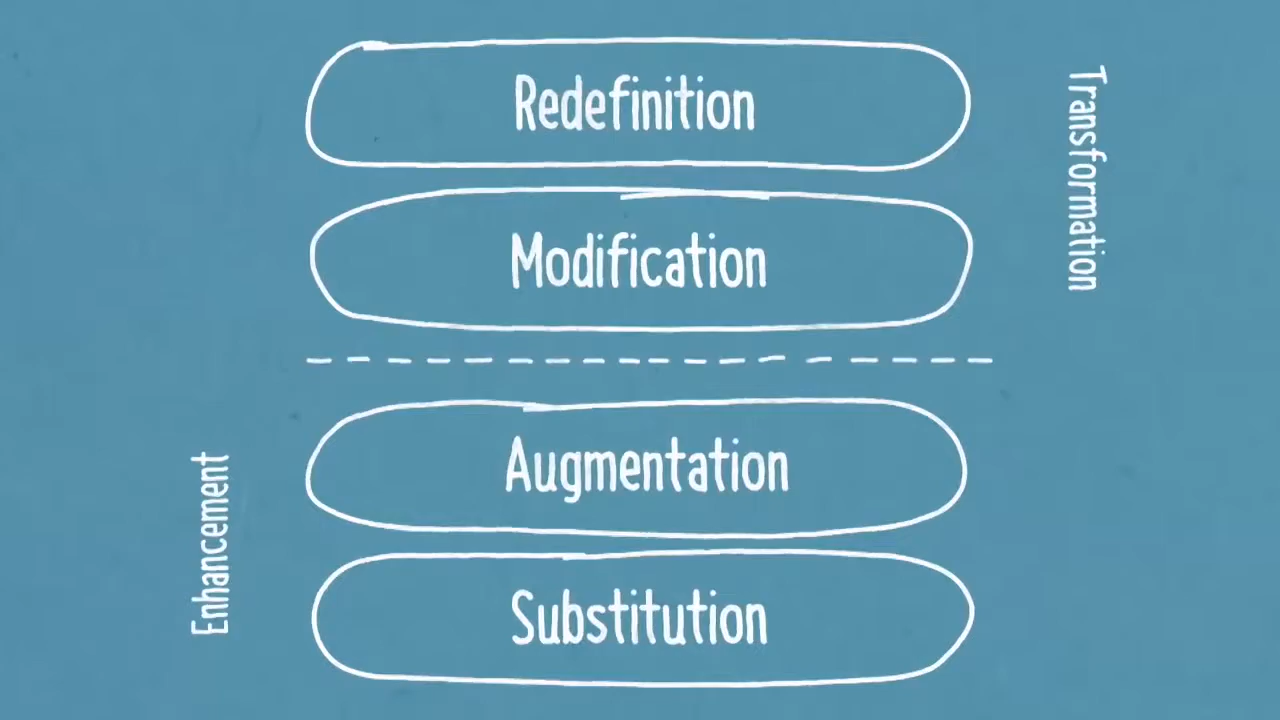 Redefinition
Transformation
Modification
Augmentation
Enhancement
Substitution